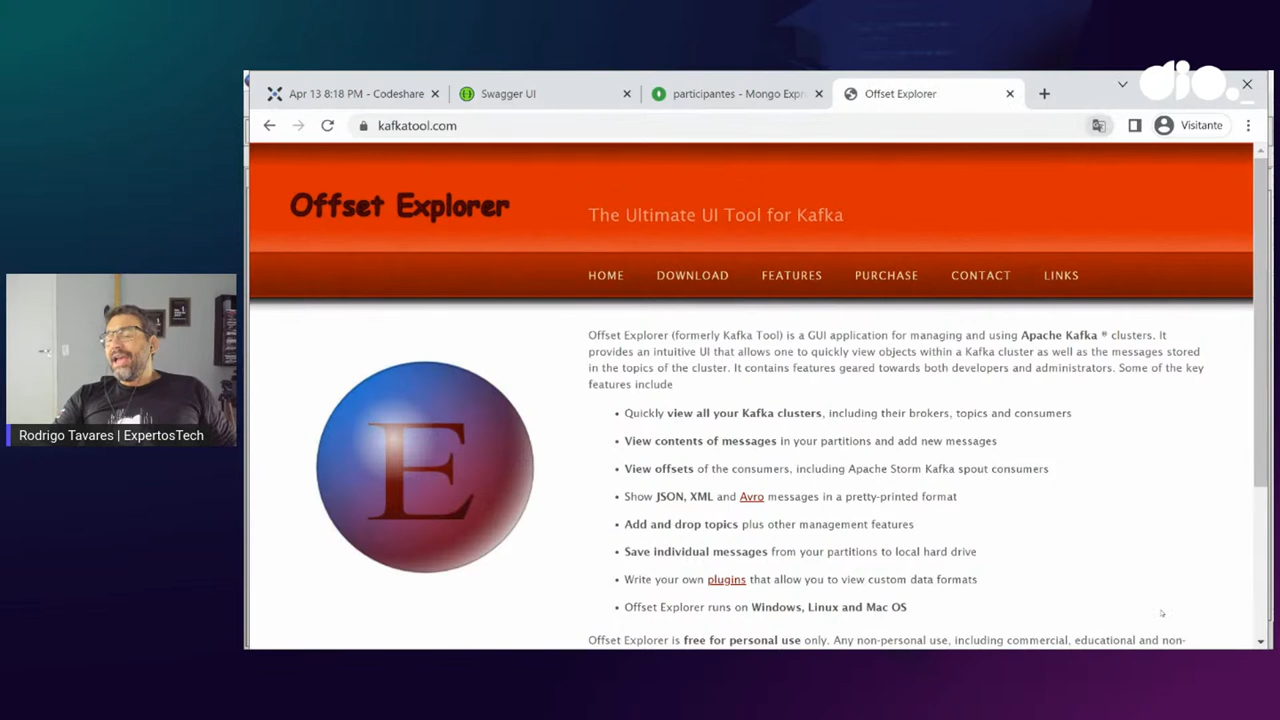 dio.
Apr 13 8:18 PM - Codeshare
Swagger UI
participantes - Mongo Expr
Offset Explorer
kafkatool.com
Visitante
Offset Explorer
The Ultimate UI Tool for Kafka
HOME DOWNLOAD FEATURES PURCHASE CONTACT LINKS
Offset Explorer (formerly Kafka Tool) is a GUI application for managing and using Apache Kafka ® clusters. It
provides an intuitive UI that allows one to quickly view objects within a Kafka cluster as well as the messages stored
in the topics of the cluster. It contains features geared towards both developers and administrators. Some of the key
features include
• Quickly view all your Kafka clusters, including their brokers, topics and consumers
• View contents of messages in your partitions and add new messages
• View offsets of the consumers, including Apache Storm Kafka spout consumers
• Show JSON, XML and Avro messages in a pretty-printed format
• Add and drop topics plus other management features
• Save individual messages from your partitions to local hard drive
• Write your own plugins that allow you to view custom data formats
• Offset Explorer runs on Windows, Linux and Mac OS
Offset Explorer is free for personal use only. Any non-personal use, including commercial, educational and non-
E
Rodrigo Tavares | ExpertosTech